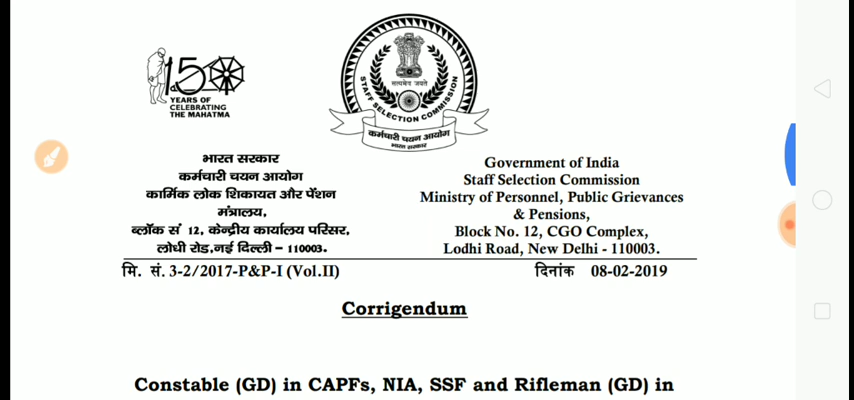 150
YEARS OF
CELEBRATING
THE MAHATMA
सत्यमेव जयते
STAFF SELECTION COMMISSION
कर्मचारी चयन आयोग
भारत सरकार
भारत सरकार
कर्मचारी चयन आयोग
कार्मिक लोक शिकायत और पेंशन
मंत्रालय,
ब्लॉक सं 12, केन्द्रीय कार्यालय परिसर,
लोधी रोड,नई दिल्ली – 110003.
Government of India
Staff Selection Commission
Ministry of Personnel, Public Grievances
& Pensions,
Block No. 12, CGO Complex,
Lodhi Road, New Delhi - 110003.
मि. सं. 3-2/2017-P&P-I (Vol.II)
दिनांक 08-02-2019
Corrigendum
Constable (GD) in CAPFs, NIA, SSF and Rifleman (GD) in